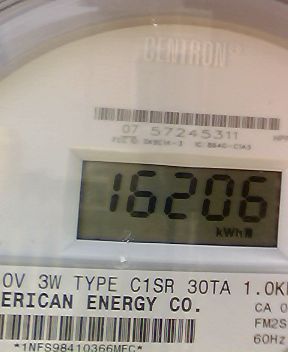 CENTRON®
07 57245311
16206
kWh
0V 3W TYPE C1SR 30TA 1.0K
ERICAN ENERGY CO.
CA 0
FM2S
60Hz
*1NFS98410366MFC*